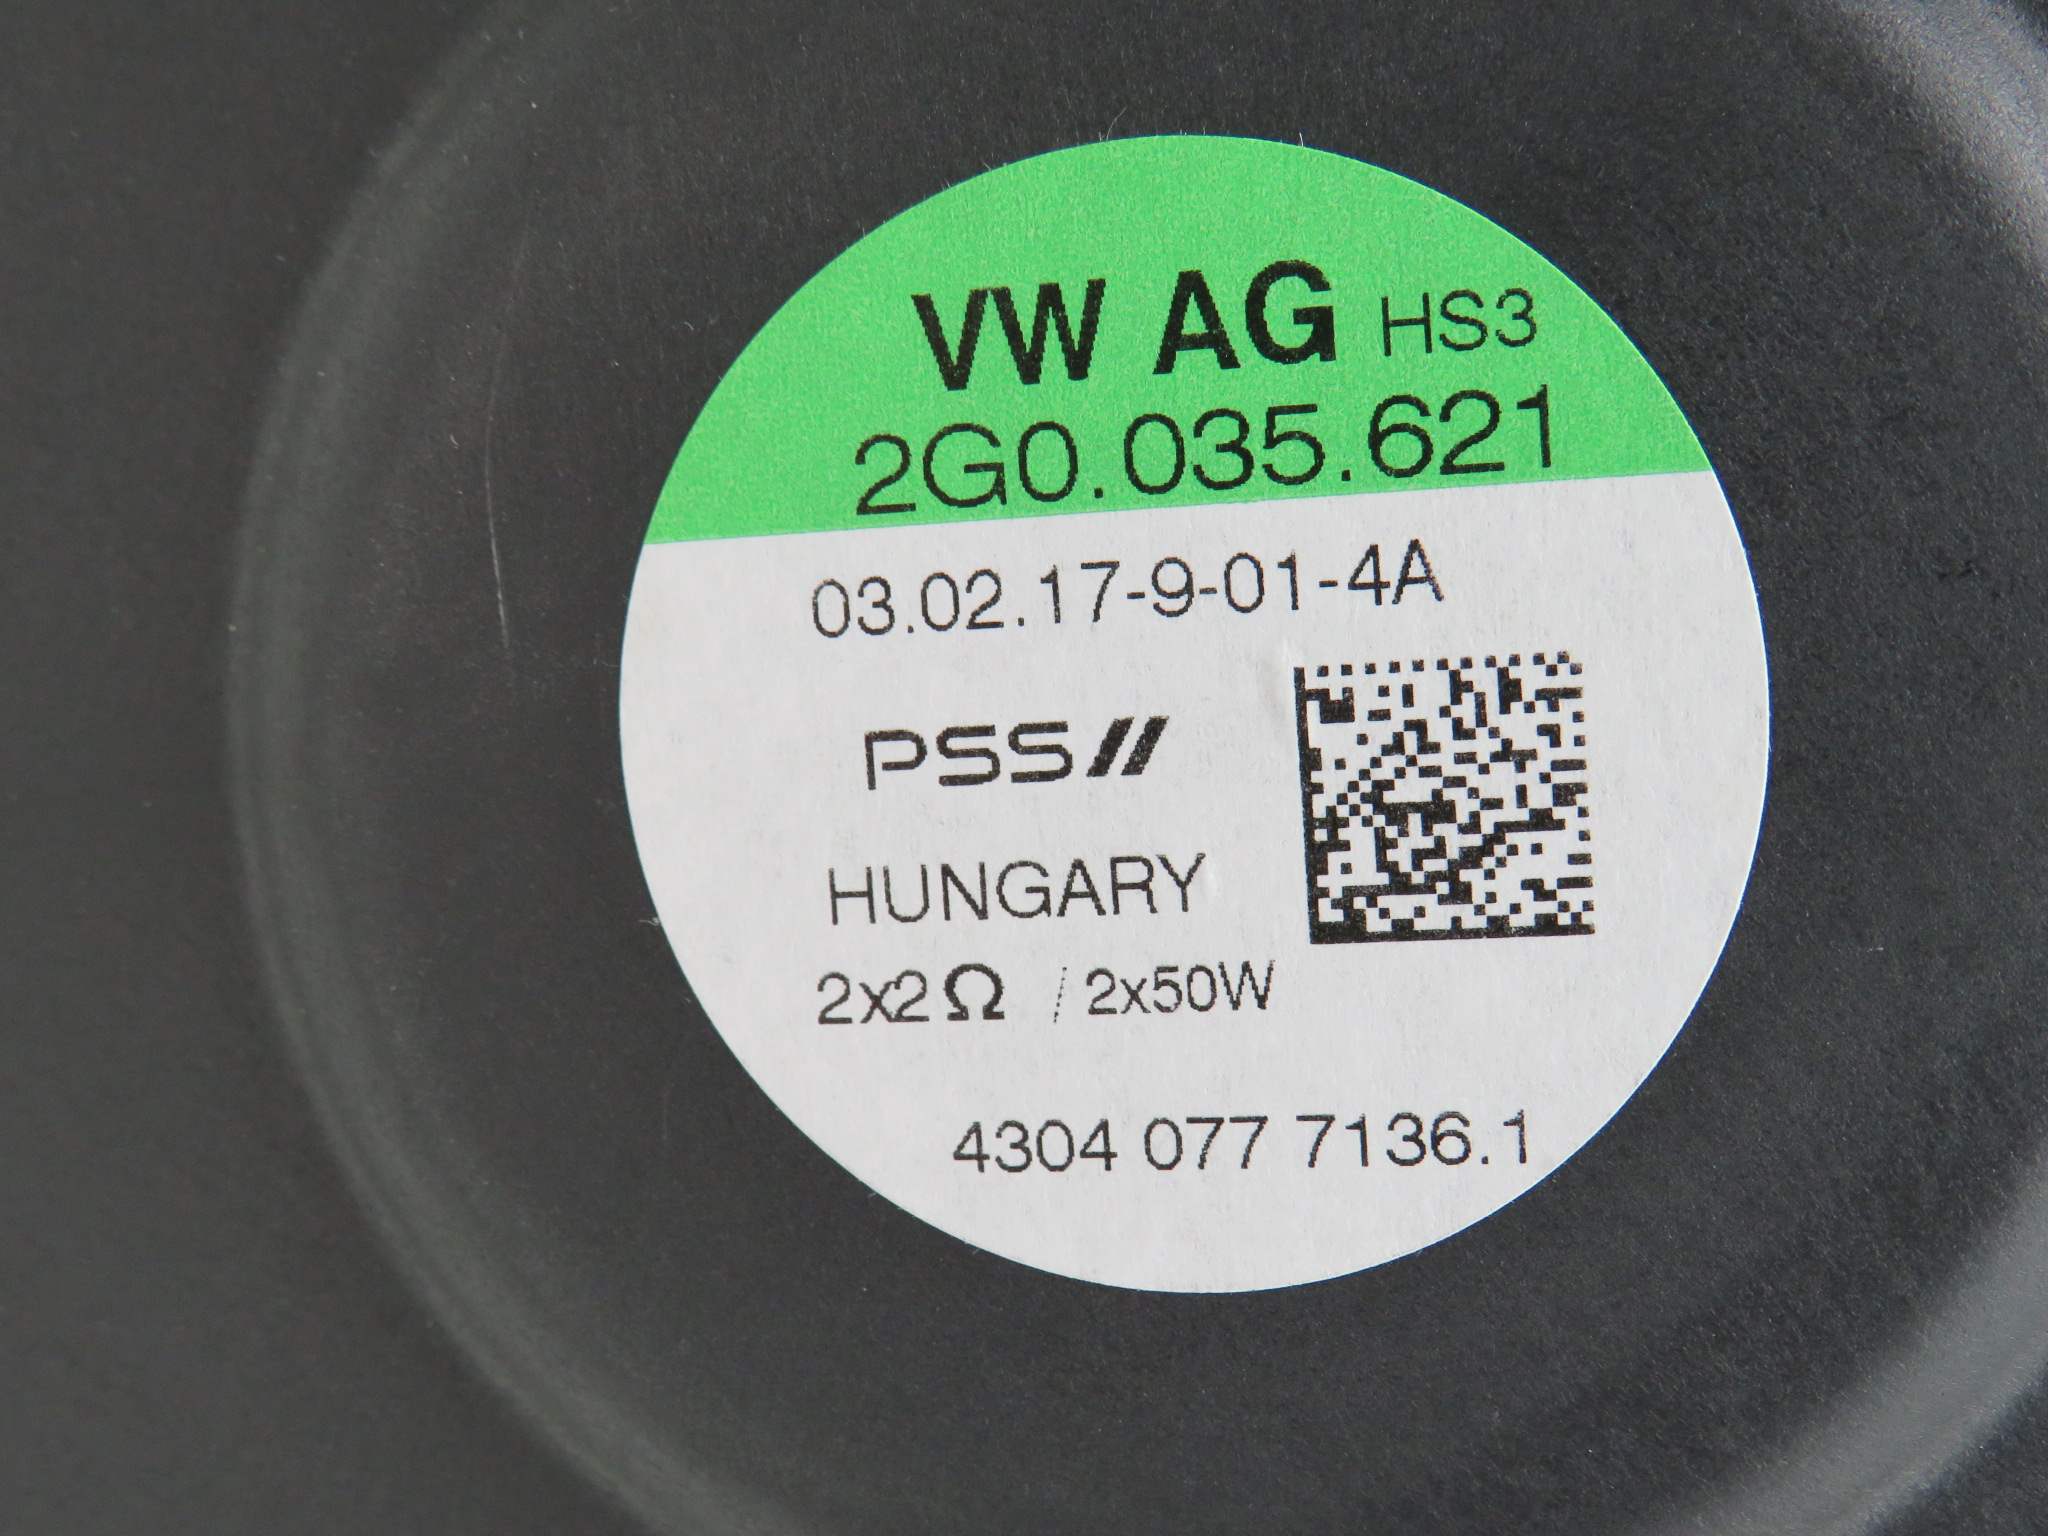 VW AG HS3
2G0.035.621
03.02.17-9-01-4A
PSS
HUNGARY
2x2Ω / 2x50W
4304 077 7136.1